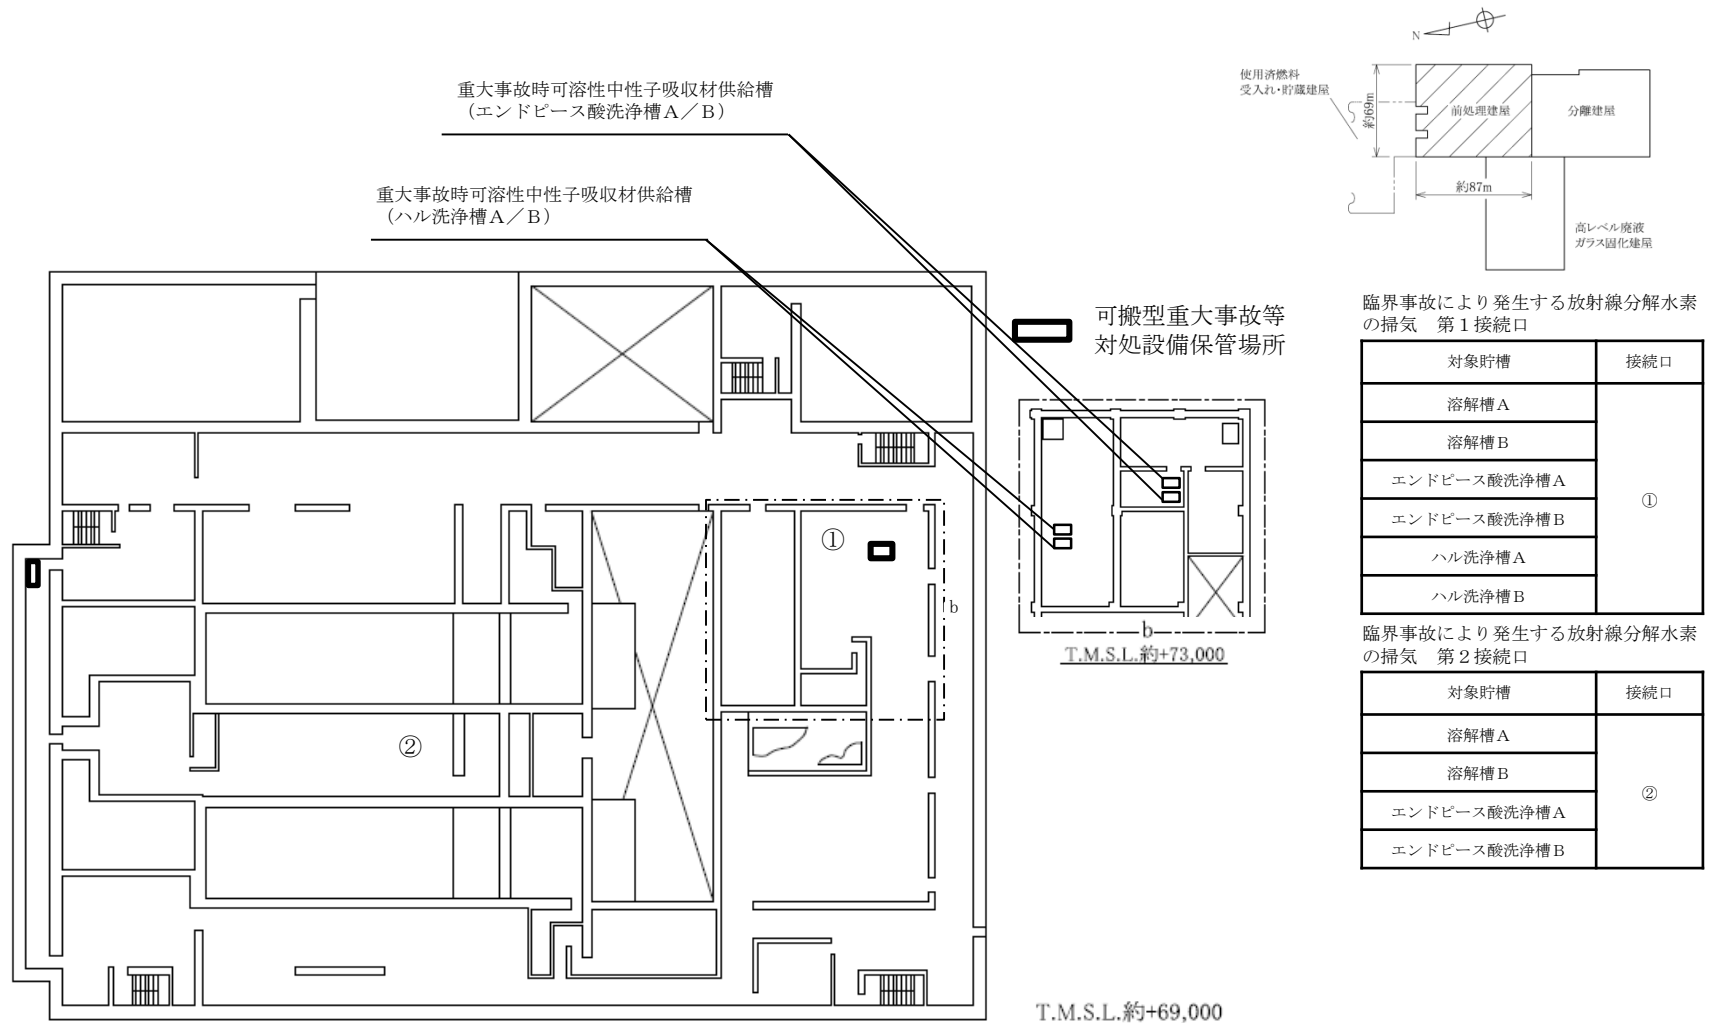 重大事故時可溶性中性子吸収材供給槽
（エンドピース酸洗浄槽Ａ／Ｂ）
重大事故時可溶性中性子吸収材供給槽
（ハル洗浄槽Ａ／Ｂ）
N
使用済燃料
受入れ・貯蔵建屋
約69m
前処理建屋
分離建屋
約87m
高レベル廃液
ガラス固化建屋
可搬型重大事故等
対処設備保管場所
①
②
b
b
T.M.S.L.約+73,000
T.M.S.L.約+69,000
臨界事故により発生する放射線分解水素
の掃気　第１接続口
対象貯槽　接続口
溶解槽Ａ
溶解槽Ｂ
エンドピース酸洗浄槽Ａ
エンドピース酸洗浄槽Ｂ
ハル洗浄槽Ａ
ハル洗浄槽Ｂ
①
臨界事故により発生する放射線分解水素
の掃気　第２接続口
対象貯槽　接続口
溶解槽Ａ
溶解槽Ｂ
エンドピース酸洗浄槽Ａ
エンドピース酸洗浄槽Ｂ
②